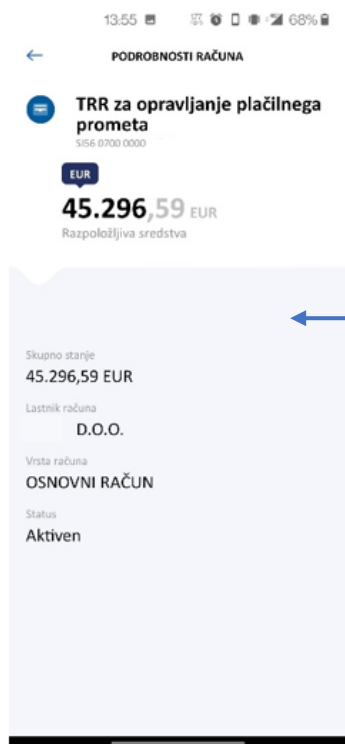 13:55 68%
PODROBNOSTI RAČUNA
TRR za opravljanje plačilnega
prometa
SI56 0700 0000
EUR
45.296,59 EUR
Razpoložljiva sredstva
Skupno stanje
45.296,59 EUR
Lastnik računa
D.O.O.
Vrsta računa
OSNOVNI RAČUN
Status
Aktiven